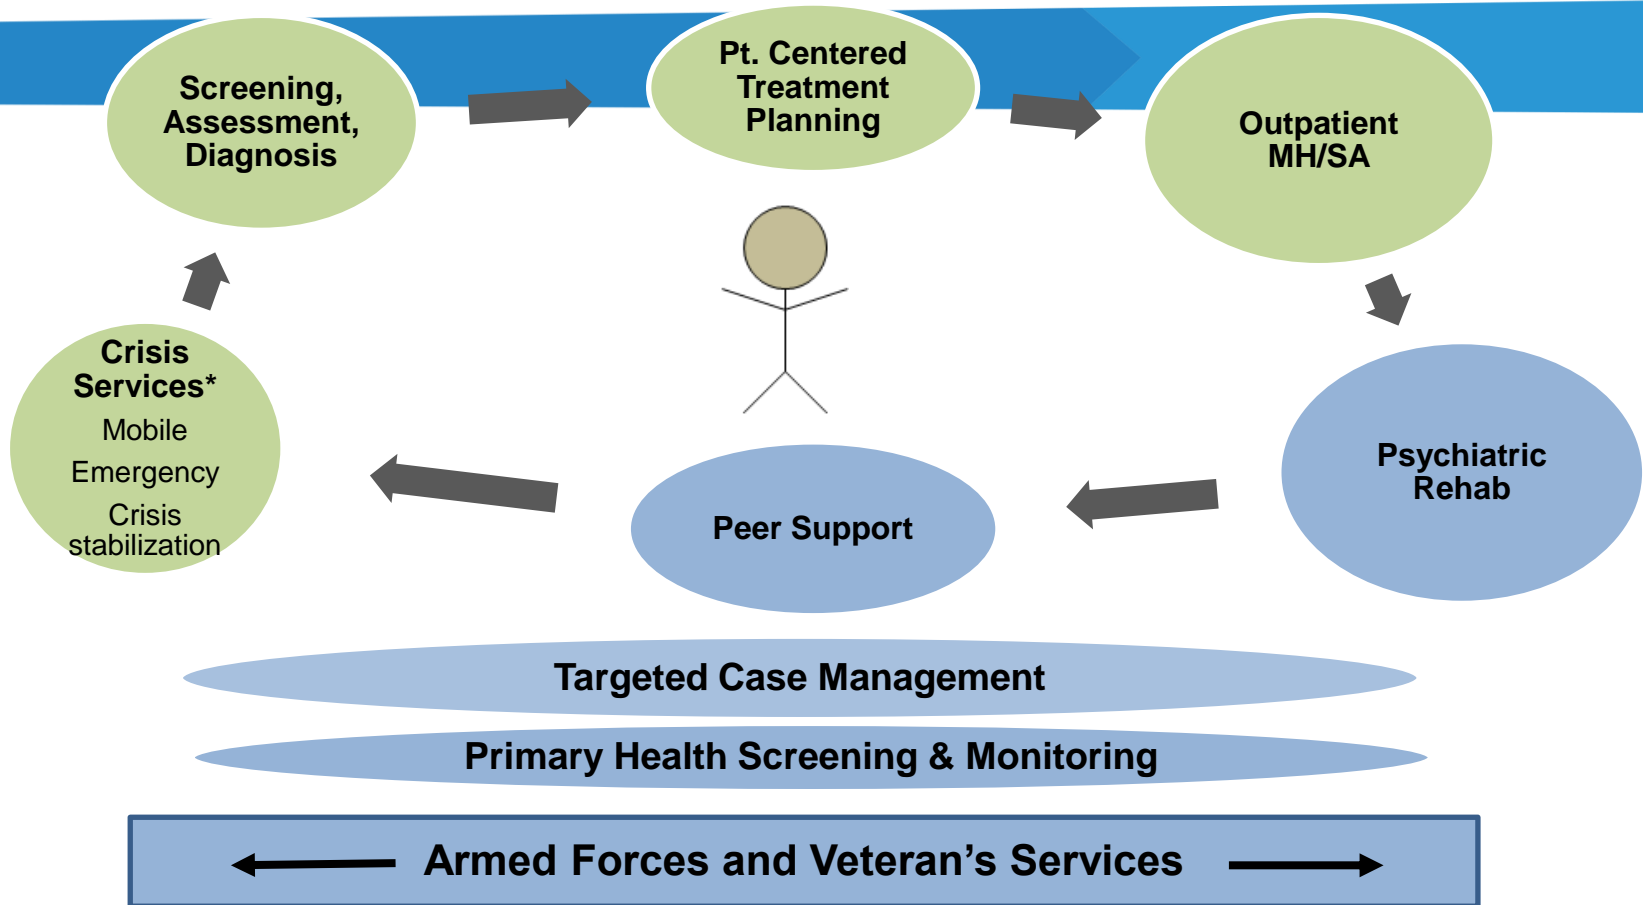 Screening,
Assessment,
Diagnosis
Pt. Centered
Treatment
Planning
Outpatient
MH/SA
Crisis
Services*
Mobile
Emergency
Crisis
stabilization
Psychiatric
Rehab
Peer Support
Targeted Case Management
Primary Health Screening & Monitoring
Armed Forces and Veteran’s Services